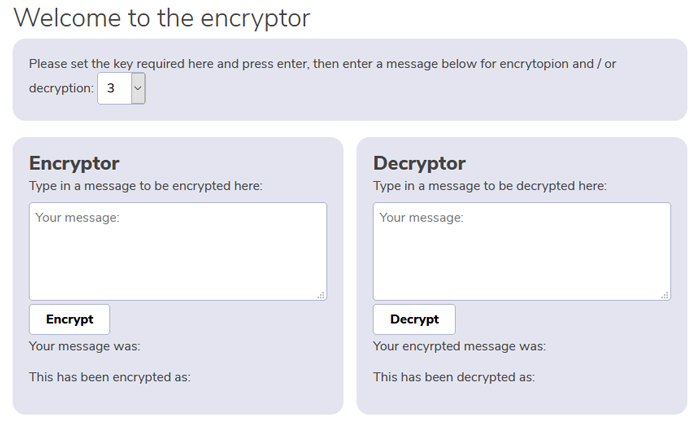 Welcome to the encryptor
Please set the key required here and press enter, then enter a message below for encrytopion and / or
decryption: 3
Encryptor
Type in a message to be encrypted here:
Your message:
Encrypt
Your message was:
This has been encrypted as:
Decryptor
Type in a message to be decrypted here:
Your message:
Decrypt
Your encyrpted message was:
This has been decrypted as: